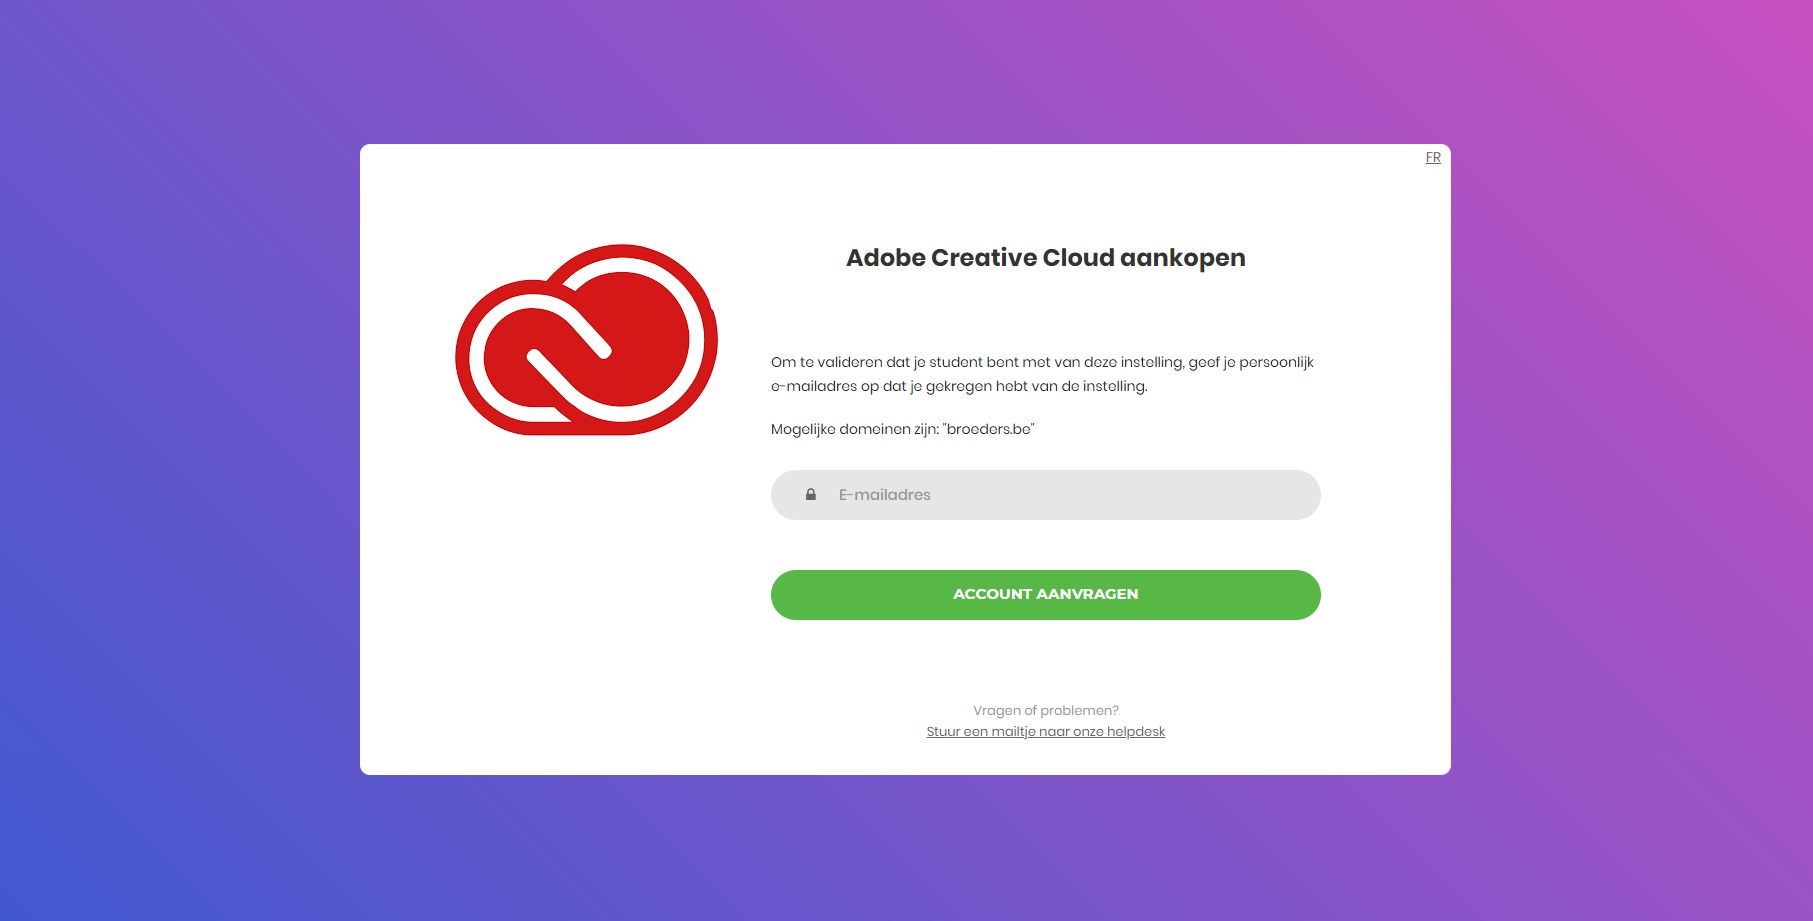 FR
Adobe Creative Cloud aankopen
Om te valideren dat je student bent met van deze instelling, geef je persoonlijk
e-mailadres op dat je gekregen hebt van de instelling.
Mogelijke domeinen zijn: "broeders.be"
E-mailadres
ACCOUNT AANVRAGEN
Vragen of problemen?
Stuur een mailtje naar onze helpdesk